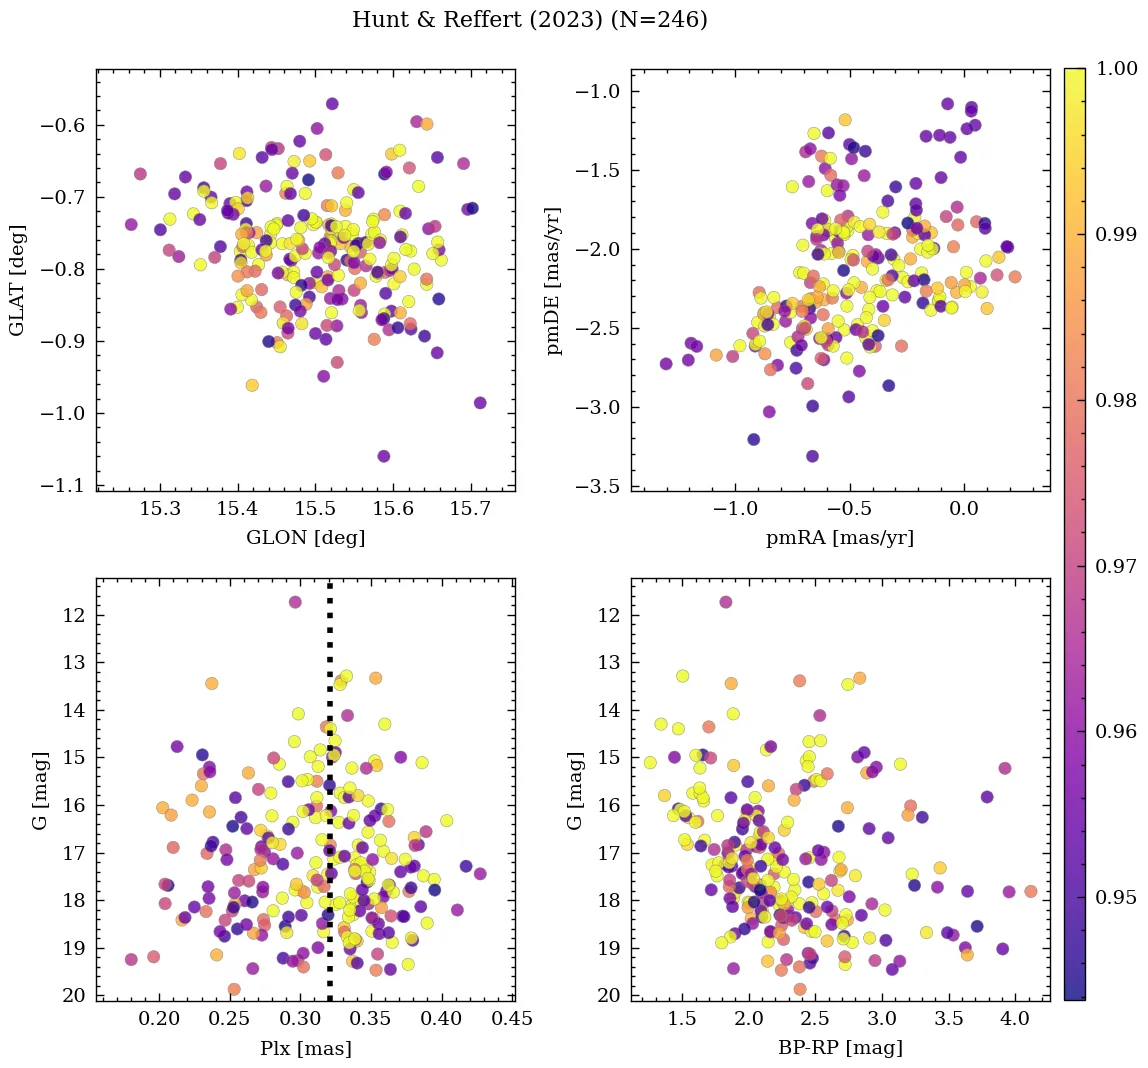 Hunt & Reffert (2023) (N=246)
−0.6
−0.7
−0.8
−0.9
−1.0
−1.1
GLAT [deg]
15.3 15.4 15.5 15.6 15.7
GLON [deg]
−1.0
−1.5
−2.0
−2.5
−3.0
−3.5
pmDE [mas/yr]
−1.0 −0.5 0.0
pmRA [mas/yr]
1.00
0.99
0.98
0.97
0.96
0.95
12
13
14
15
16
17
18
19
20
G [mag]
0.20 0.25 0.30 0.35 0.40 0.45
Plx [mas]
12
13
14
15
16
17
18
19
20
G [mag]
1.5 2.0 2.5 3.0 3.5 4.0
BP-RP [mag]